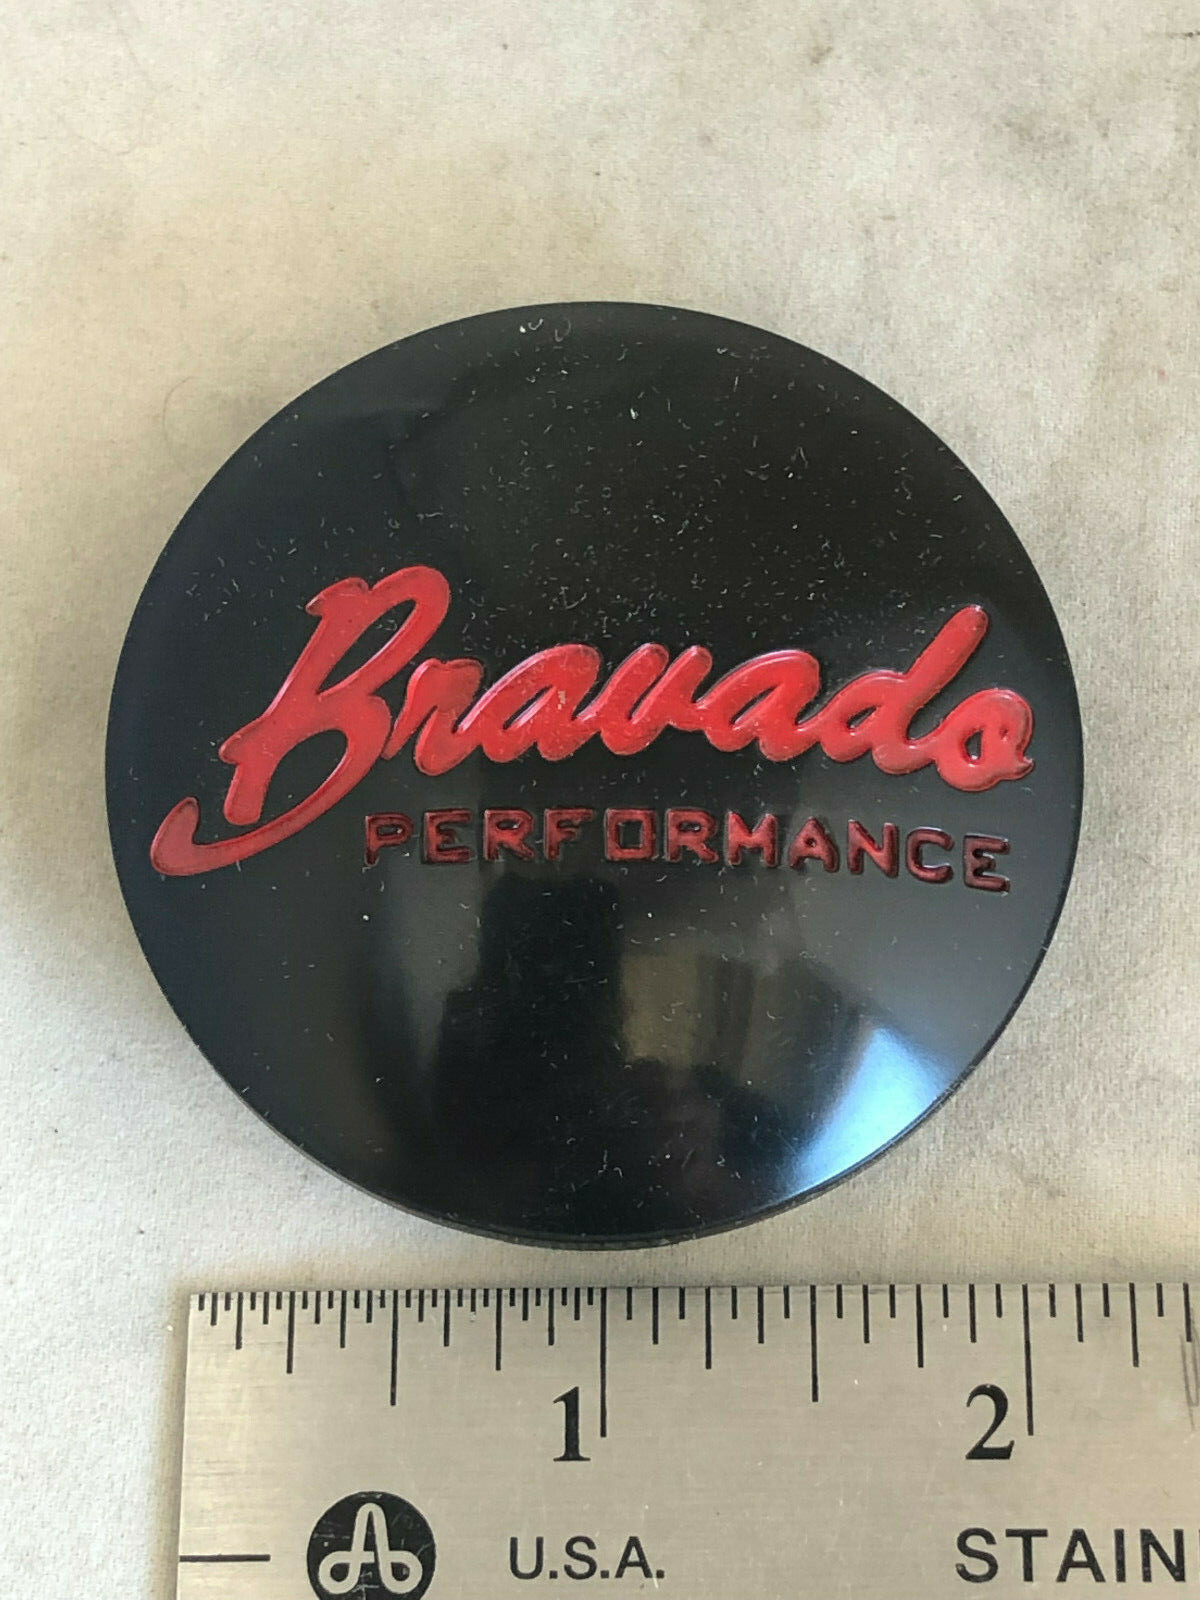 Bravado
PERFORMANCE
1 2
U.S.A. STAIN